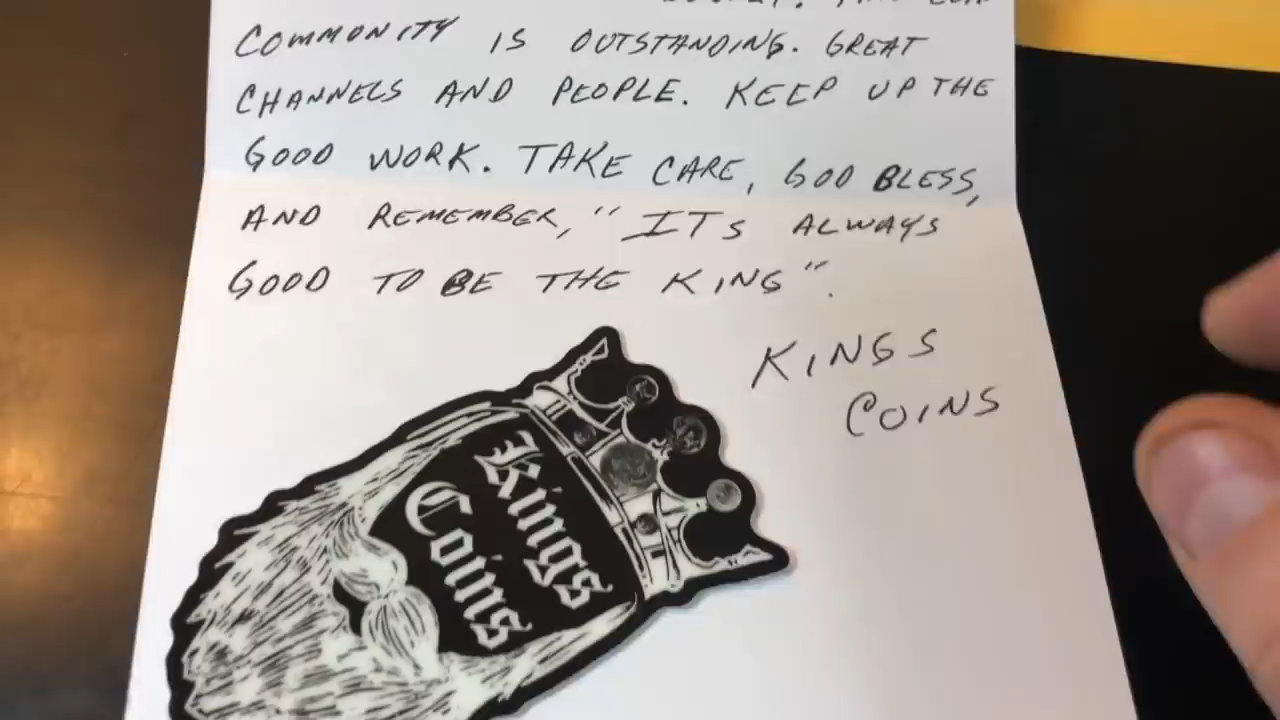 COMMUNITY IS OUTSTANDING. GREAT
CHANNELS AND PEOPLE. KEEP UP THE
GOOD WORK. TAKE CARE, GOD BLESS,
AND REMEMBER, "ITS ALWAYS
GOOD TO BE THE KING".
KINGS
COINS
Kings
Coins